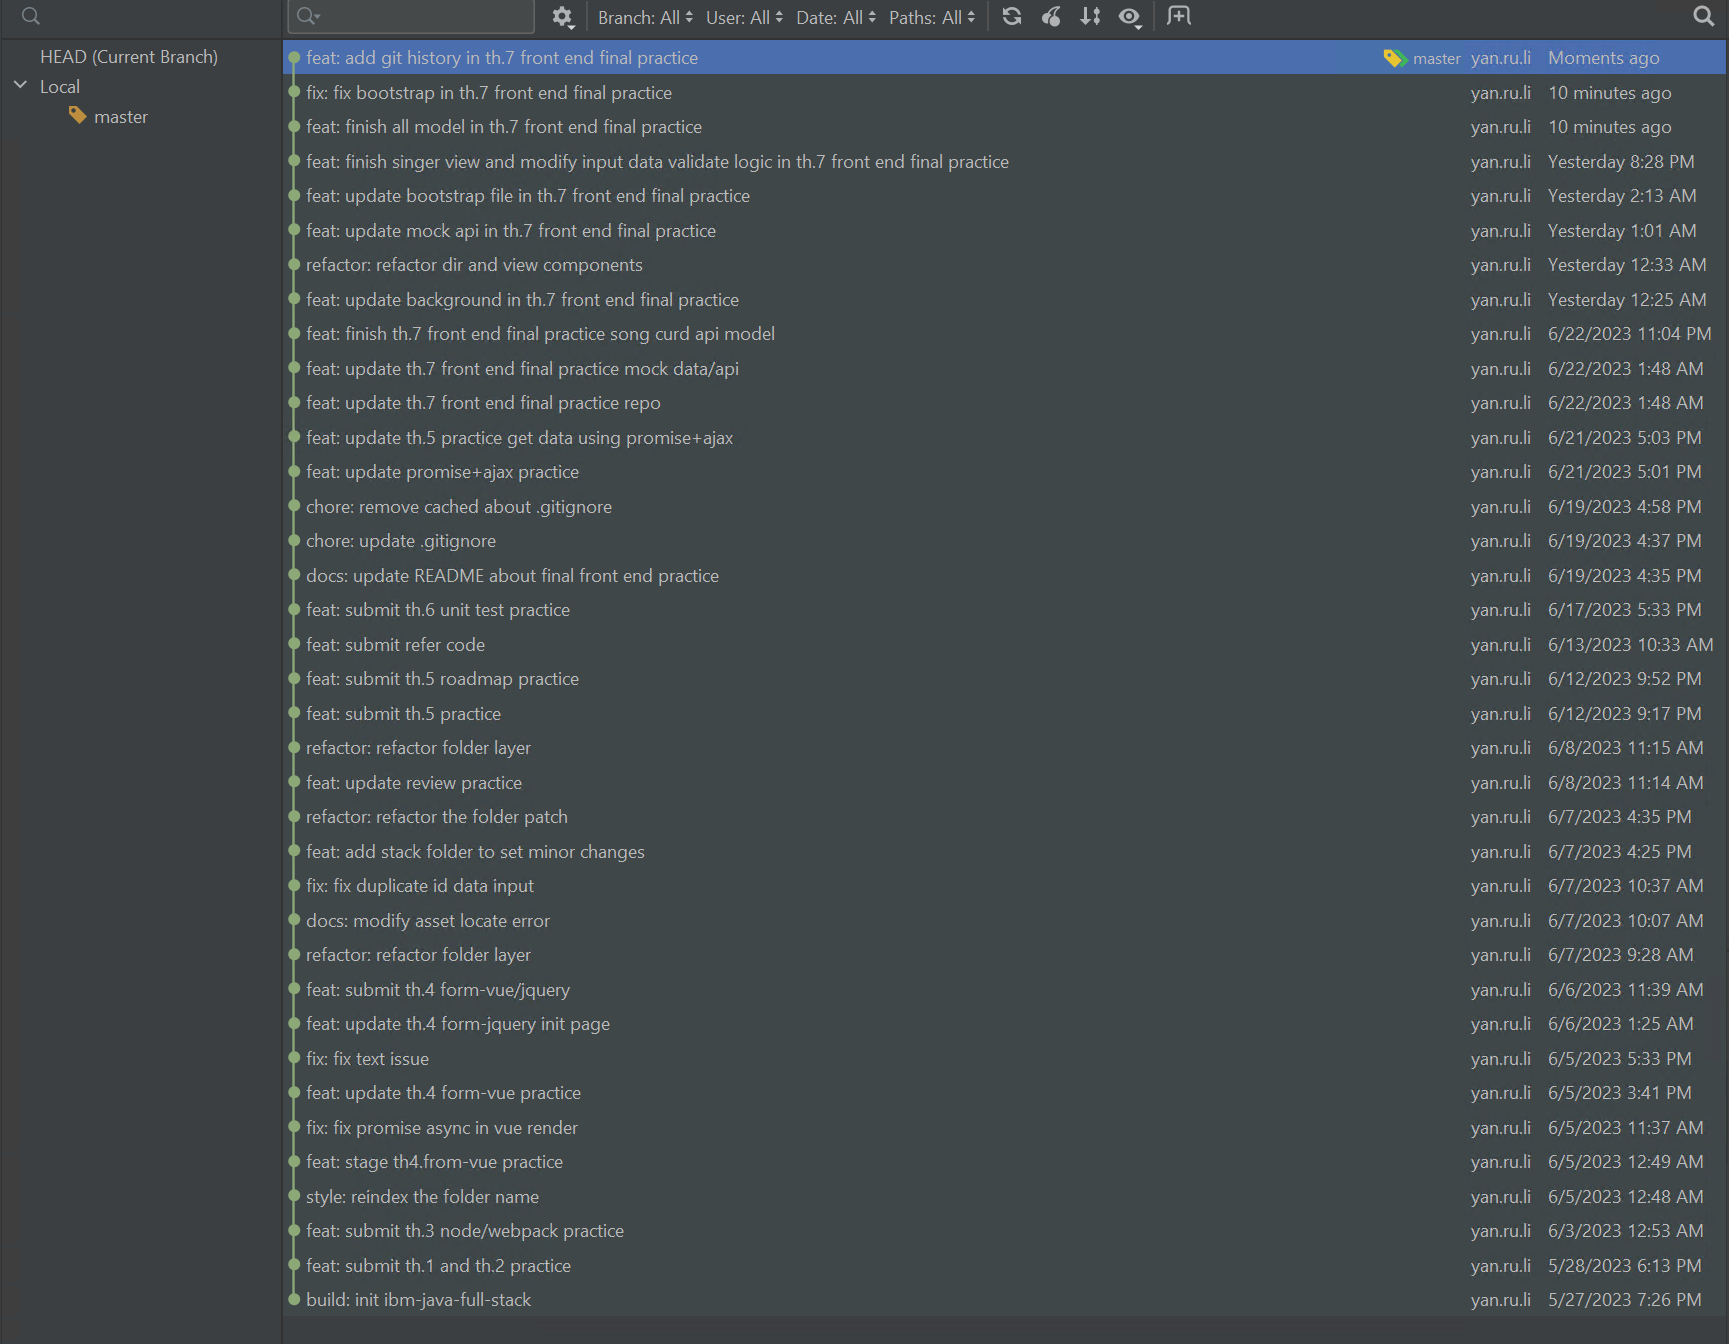 Branch: All User: All Date: All Paths: All
HEAD (Current Branch)
Local
master
feat: add git history in th.7 front end final practice master yan.ru.li Moments ago
fix: fix bootstrap in th.7 front end final practice yan.ru.li 10 minutes ago
feat: finish all model in th.7 front end final practice yan.ru.li 10 minutes ago
feat: finish singer view and modify input data validate logic in th.7 front end final practice yan.ru.li Yesterday 8:28 PM
feat: update bootstrap file in th.7 front end final practice yan.ru.li Yesterday 2:13 AM
feat: update mock api in th.7 front end final practice yan.ru.li Yesterday 1:01 AM
refactor: refactor dir and view components yan.ru.li Yesterday 12:33 AM
feat: update background in th.7 front end final practice yan.ru.li Yesterday 12:25 AM
feat: finish th.7 front end final practice song curd api model yan.ru.li 6/22/2023 11:04 PM
feat: update th.7 front end final practice mock data/api yan.ru.li 6/22/2023 1:48 AM
feat: update th.7 front end final practice repo yan.ru.li 6/22/2023 1:48 AM
feat: update th.5 practice get data using promise+ajax yan.ru.li 6/21/2023 5:03 PM
feat: update promise+ajax practice yan.ru.li 6/21/2023 5:01 PM
chore: remove cached about .gitignore yan.ru.li 6/19/2023 4:58 PM
chore: update .gitignore yan.ru.li 6/19/2023 4:37 PM
docs: update README about final front end practice yan.ru.li 6/19/2023 4:35 PM
feat: submit th.6 unit test practice yan.ru.li 6/17/2023 5:33 PM
feat: submit refer code yan.ru.li 6/13/2023 10:33 AM
feat: submit th.5 roadmap practice yan.ru.li 6/12/2023 9:52 PM
feat: submit th.5 practice yan.ru.li 6/12/2023 9:17 PM
refactor: refactor folder layer yan.ru.li 6/8/2023 11:15 AM
feat: update review practice yan.ru.li 6/8/2023 11:14 AM
refactor: refactor the folder patch yan.ru.li 6/7/2023 4:35 PM
feat: add stack folder to set minor changes yan.ru.li 6/7/2023 4:25 PM
fix: fix duplicate id data input yan.ru.li 6/7/2023 10:37 AM
docs: modify asset locate error yan.ru.li 6/7/2023 10:07 AM
refactor: refactor folder layer yan.ru.li 6/7/2023 9:28 AM
feat: submit th.4 form-vue/jquery yan.ru.li 6/6/2023 11:39 AM
feat: update th.4 form-jquery init page yan.ru.li 6/6/2023 1:25 AM
fix: fix text issue yan.ru.li 6/5/2023 5:33 PM
feat: update th.4 form-vue practice yan.ru.li 6/5/2023 3:41 PM
fix: fix promise async in vue render yan.ru.li 6/5/2023 11:37 AM
feat: stage th4.from-vue practice yan.ru.li 6/5/2023 12:49 AM
style: reindex the folder name yan.ru.li 6/5/2023 12:48 AM
feat: submit th.3 node/webpack practice yan.ru.li 6/3/2023 12:53 AM
feat: submit th.1 and th.2 practice yan.ru.li 5/28/2023 6:13 PM
build: init ibm-java-full-stack yan.ru.li 5/27/2023 7:26 PM